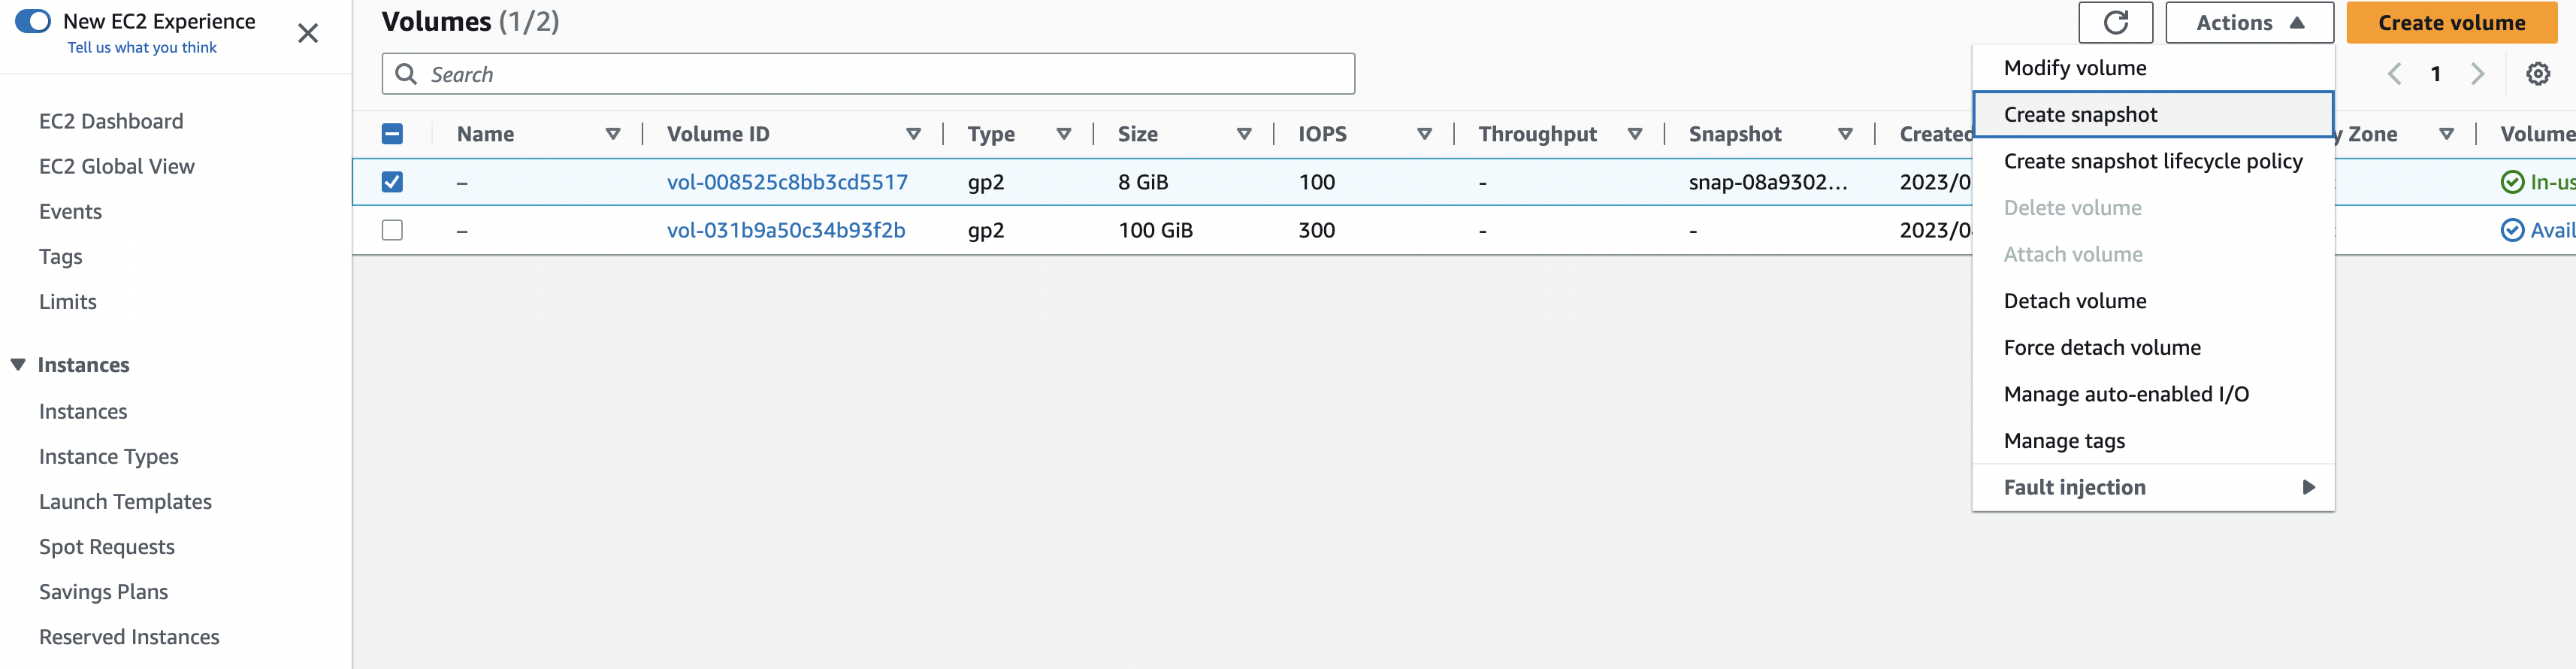 New EC2 Experience
Tell us what you think
EC2 Dashboard
EC2 Global View
Events
Tags
Limits
Instances
Instances
Instance Types
Launch Templates
Spot Requests
Savings Plans
Reserved Instances
Volumes (1/2)
Actions
Create volume
Search
1
Name Volume ID Type Size IOPS Throughput Snapshot Created y Zone Volume
– vol-008525c8bb3cd5517 gp2 8 GiB 100 - snap-08a9302... 2023/0 In-us
– vol-031b9a50c34b93f2b gp2 100 GiB 300 - - 2023/0 Avail
Modify volume
Create snapshot
Create snapshot lifecycle policy
Delete volume
Attach volume
Detach volume
Force detach volume
Manage auto-enabled I/O
Manage tags
Fault injection